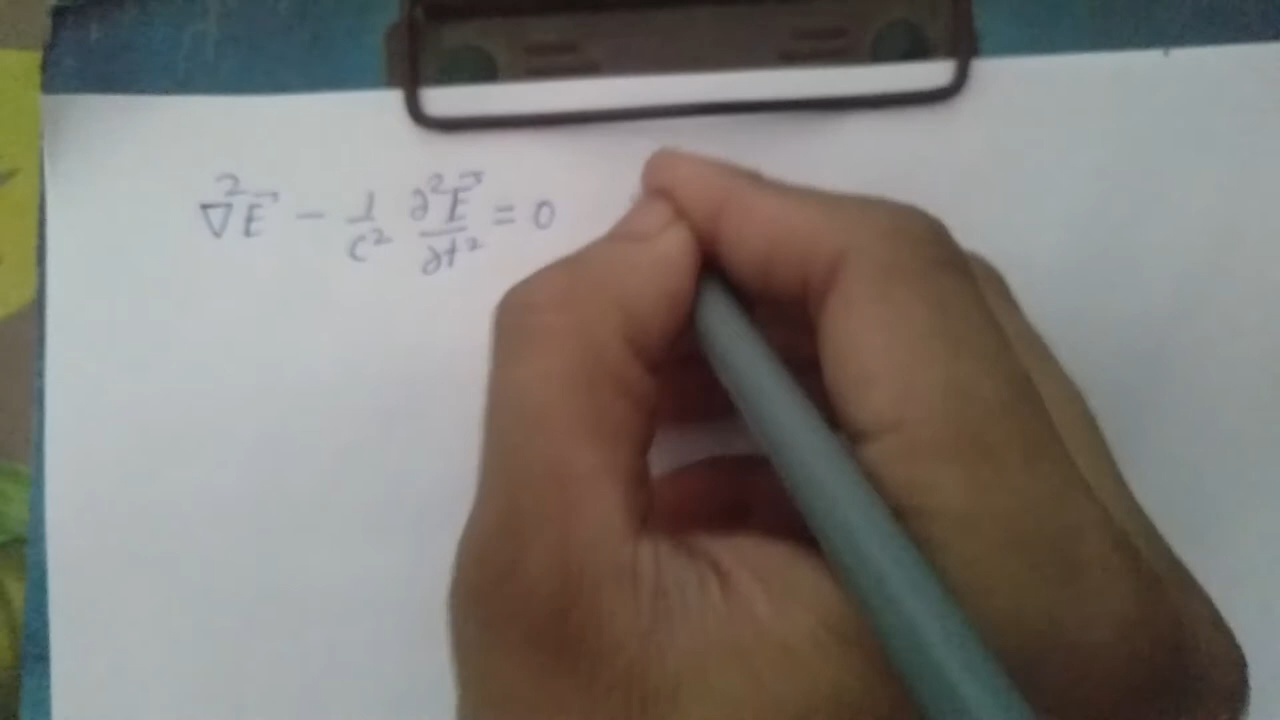 ∇²E⃗ − 1/c² ∂²E⃗/∂t² = 0